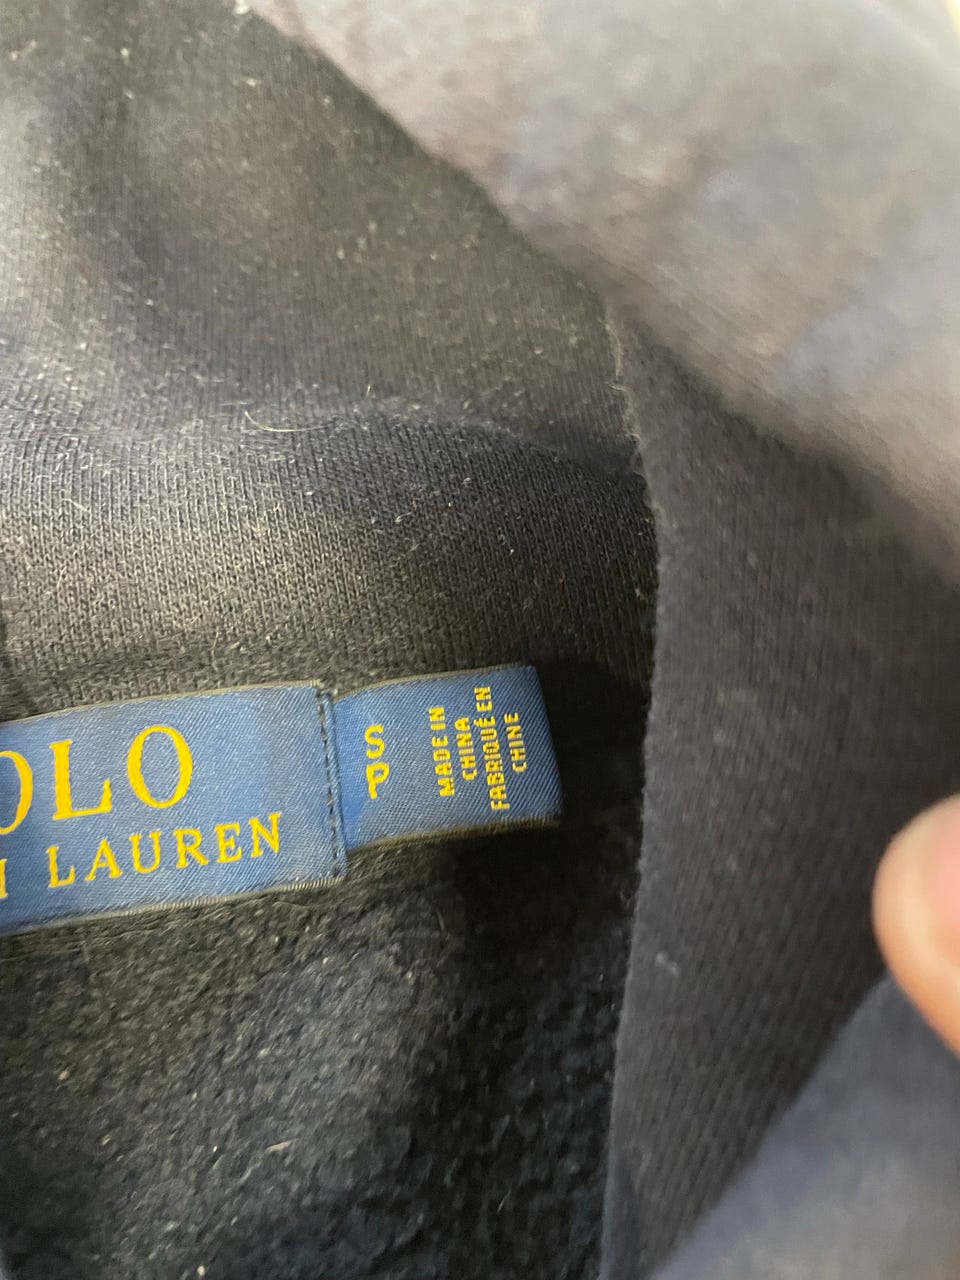 OLO
LAUREN
S
P
MADE IN
CHINA
FABRIQUÉ EN
CHINE